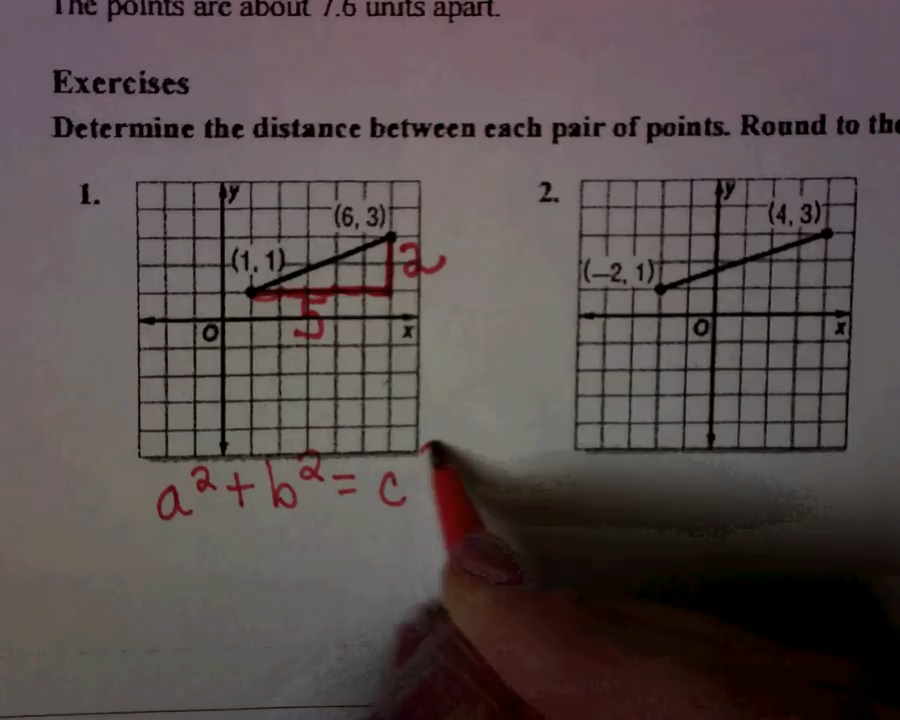 The points are about 7.6 units apart.
Exercises
Determine the distance between each pair of points. Round to the
1.
y
(6, 3)
(1, 1)
2
5
O
x
a² + b² = c
2.
y
(4, 3)
(−2, 1)
O
x